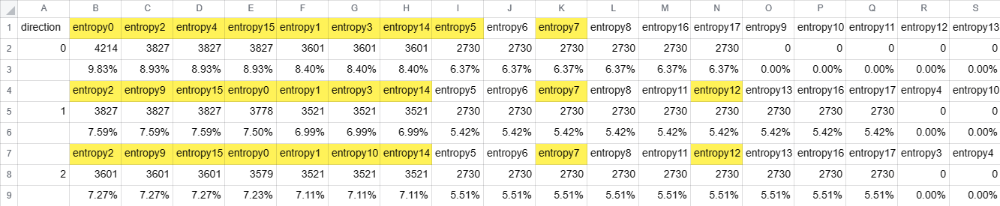 A B C D E F G H I J K L M N O P Q R S
1 direction entropy0 entropy2 entropy4 entropy15 entropy1 entropy3 entropy14 entropy5 entropy6 entropy7 entropy8 entropy16 entropy17 entropy9 entropy10 entropy11 entropy12 entropy13
2 0 4214 3827 3827 3827 3601 3601 3601 2730 2730 2730 2730 2730 2730 0 0 0 0 0
3 9.83% 8.93% 8.93% 8.93% 8.40% 8.40% 8.40% 6.37% 6.37% 6.37% 6.37% 6.37% 6.37% 0.00% 0.00% 0.00% 0.00% 0.00%
4 entropy2 entropy9 entropy15 entropy0 entropy1 entropy3 entropy14 entropy5 entropy6 entropy7 entropy8 entropy11 entropy12 entropy13 entropy16 entropy17 entropy4 entropy10
5 1 3827 3827 3827 3778 3521 3521 3521 2730 2730 2730 2730 2730 2730 2730 2730 2730 0 0
6 7.59% 7.59% 7.59% 7.50% 6.99% 6.99% 6.99% 5.42% 5.42% 5.42% 5.42% 5.42% 5.42% 5.42% 5.42% 5.42% 0.00% 0.00%
7 entropy2 entropy9 entropy15 entropy0 entropy1 entropy10 entropy14 entropy5 entropy6 entropy7 entropy8 entropy11 entropy12 entropy13 entropy16 entropy17 entropy3 entropy4
8 2 3601 3601 3601 3579 3521 3521 3521 2730 2730 2730 2730 2730 2730 2730 2730 2730 0 0
9 7.27% 7.27% 7.27% 7.23% 7.11% 7.11% 7.11% 5.51% 5.51% 5.51% 5.51% 5.51% 5.51% 5.51% 5.51% 5.51% 0.00% 0.00%